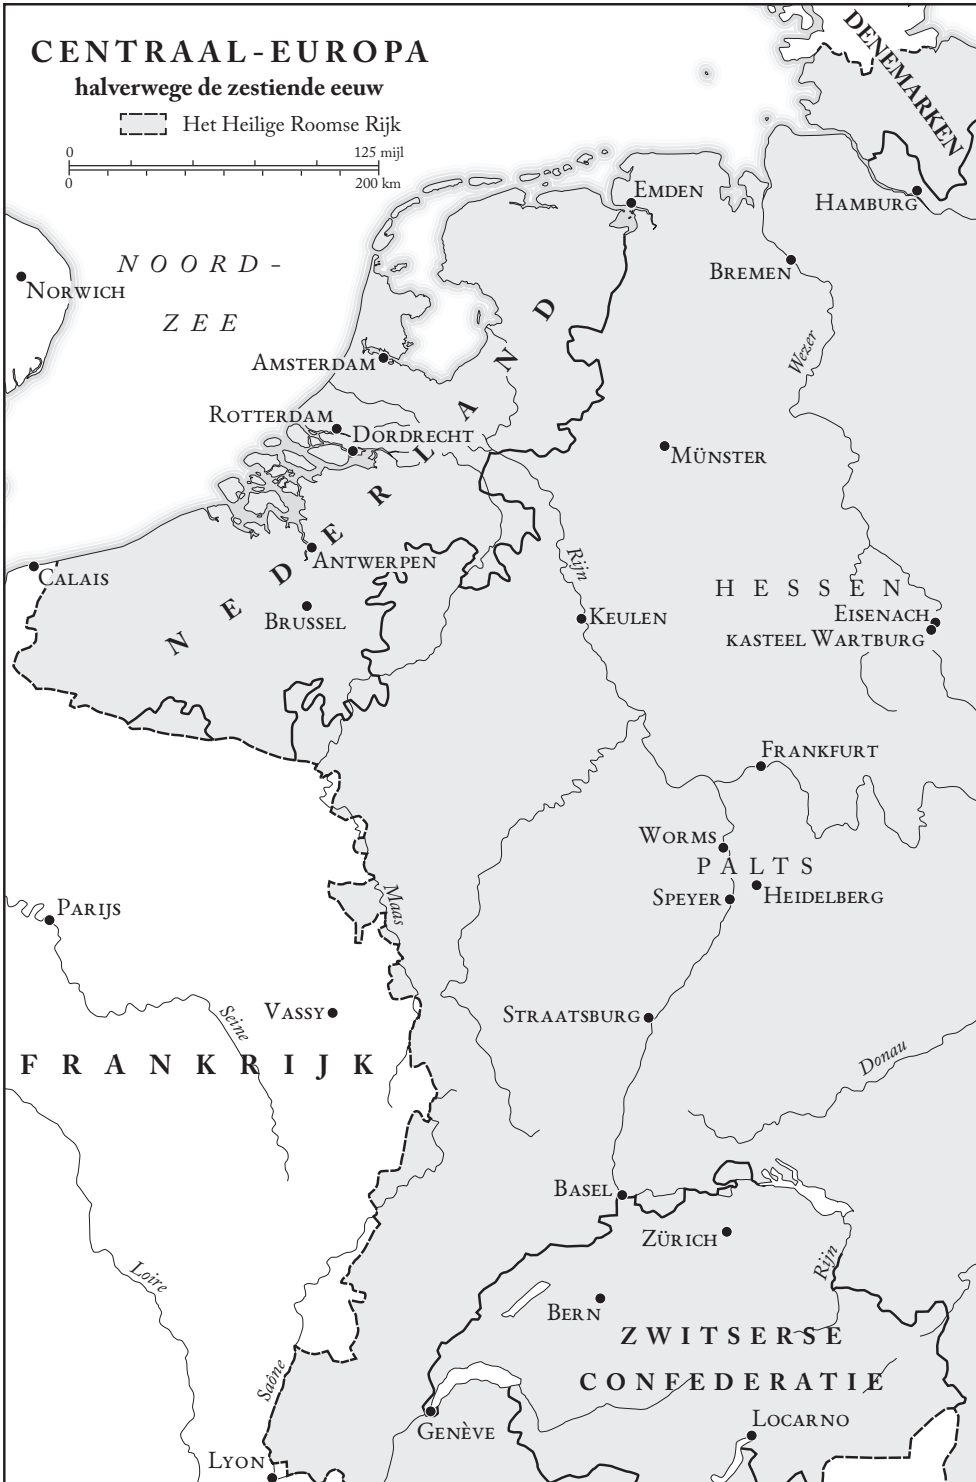 CENTRAAL-EUROPA
halverwege de zestiende eeuw
Het Heilige Roomse Rijk
0 125 mijl
0 200 km
DENEMARKEN
EMDEN
HAMBURG
NOORD-
ZEE
NORWICH
BREMEN
Wezer
AMSTERDAM
ROTTERDAM
DORDRECHT
MÜNSTER
NEDERLAND
ANTWERPEN
CALAIS
BRUSSEL
Rijn
KEULEN
HESSEN
EISENACH
KASTEEL WARTBURG
FRANKFURT
WORMS
PALTS
SPEYER
HEIDELBERG
Maas
PARIJS
VASSY
Seine
STRAATSBURG
FRANKRIJK
Donau
BASEL
ZÜRICH
Rijn
Loire
BERN
ZWITSERSE
CONFEDERATIE
Saône
GENÈVE
LOCARNO
LYON